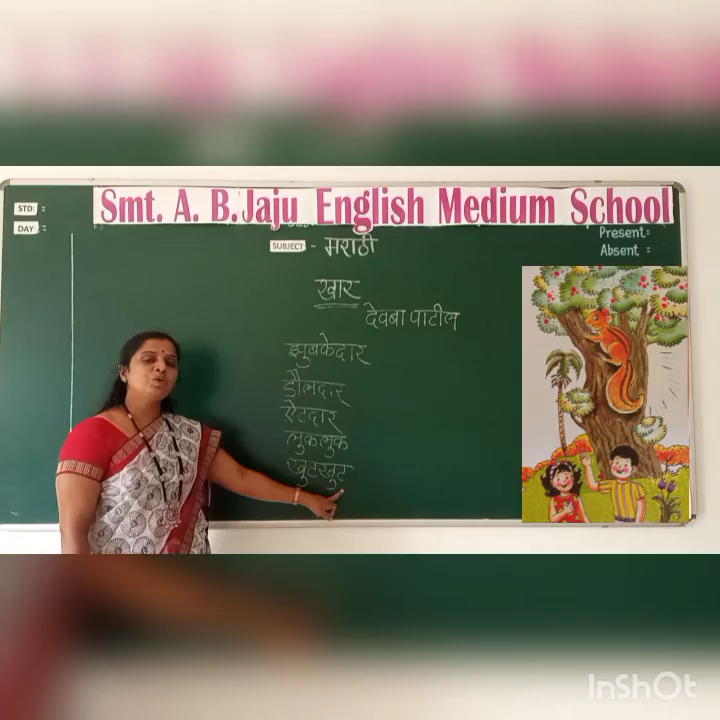 Smt. A. B. Jaju English Medium School
STD: =
DAY: =
Present=
Absent =
SUBJECT - मराठी
खार
देवबा पाटील
झुबकेदार
डौलदार
ऐटदार
लुकलुक
खुटखुट
InShOt